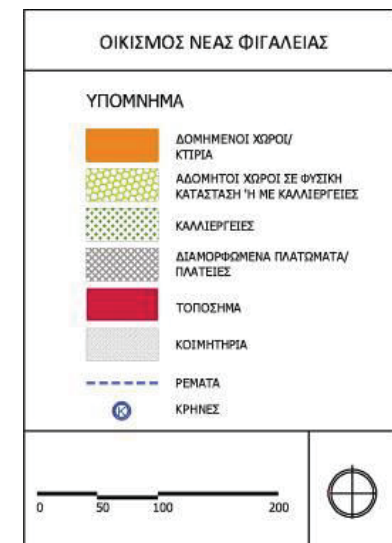 ΟΙΚΙΣΜΟΣ ΝΕΑΣ ΦΙΓΑΛΕΙΑΣ
ΥΠΟΜΝΗΜΑ
ΔΟΜΗΜΕΝΟΙ ΧΩΡΟΙ/
ΚΤΙΡΙΑ
ΑΔΟΜΗΤΟΙ ΧΩΡΟΙ ΣΕ ΦΥΣΙΚΗ
ΚΑΤΑΣΤΑΣΗ 'Η ΜΕ ΚΑΛΛΙΕΡΓΕΙΕΣ
ΚΑΛΛΙΕΡΓΕΙΕΣ
ΔΙΑΜΟΡΦΩΜΕΝΑ ΠΛΑΤΩΜΑΤΑ/
ΠΛΑΤΕΙΕΣ
ΤΟΠΟΣΗΜΑ
ΚΟΙΜΗΤΗΡΙΑ
ΡΕΜΑΤΑ
Κ ΚΡΗΝΕΣ
0 50 100 200